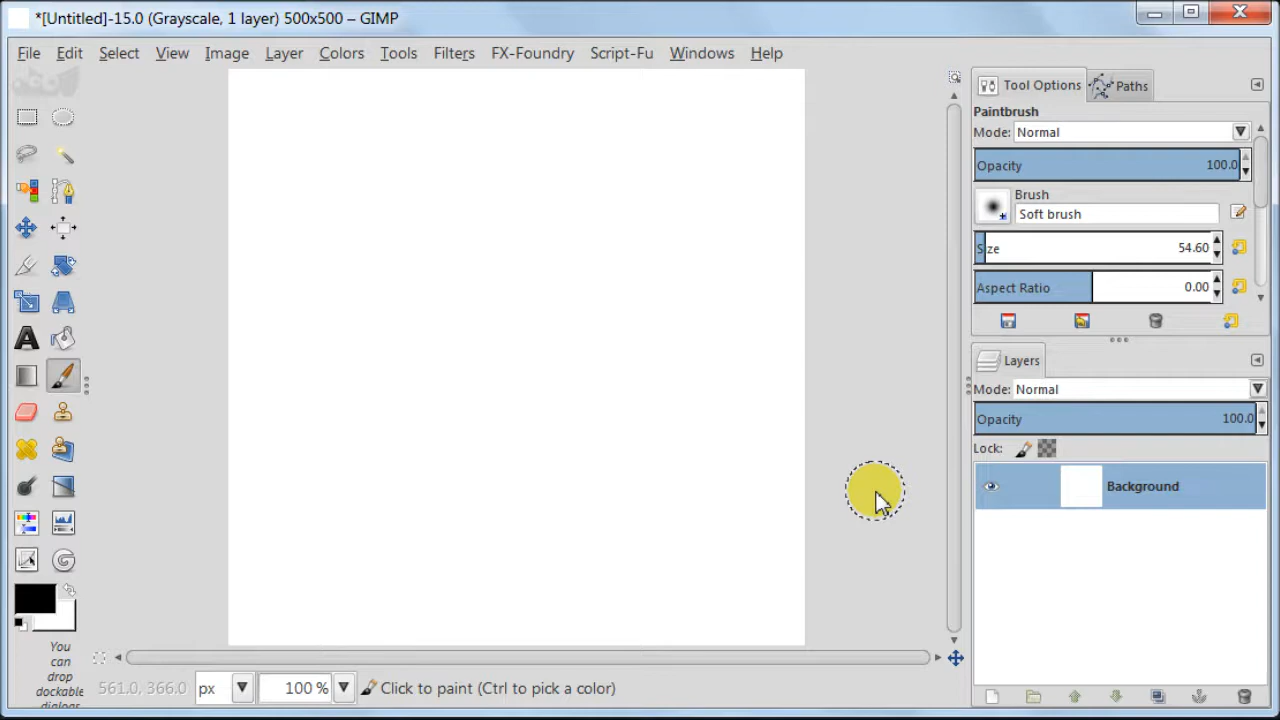 *[Untitled]-15.0 (Grayscale, 1 layer) 500x500 – GIMP
File Edit Select View Image Layer Colors Tools Filters FX-Foundry Script-Fu Windows Help
Tool Options Paths
Paintbrush
Mode: Normal
Opacity 100.0
Brush
Soft brush
Size 54.60
Aspect Ratio 0.00
Layers
Mode: Normal
Opacity 100.0
Lock:
Background
You
can
drop
dockable
dialogs
561.0, 366.0 px 100 % Click to paint (Ctrl to pick a color)